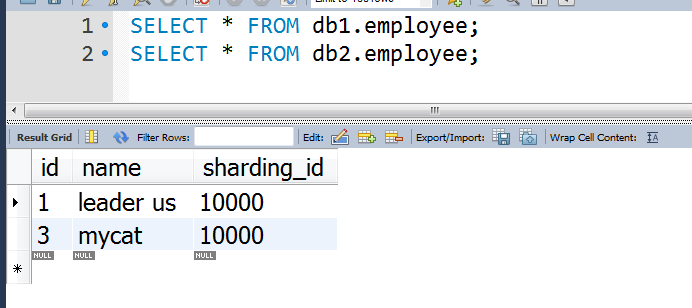 1 SELECT * FROM db1.employee;
2 SELECT * FROM db2.employee;
Result Grid Filter Rows: Edit: Export/Import: Wrap Cell Content: IA
id name sharding_id
1 leader us 10000
3 mycat 10000
NULL NULL NULL